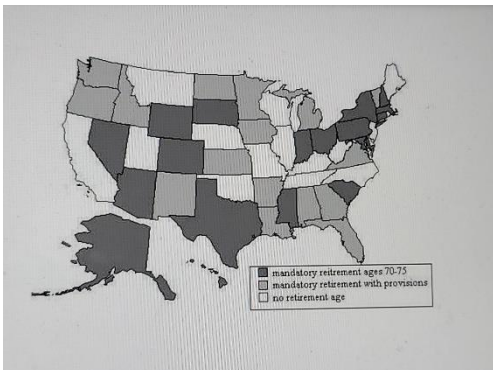 mandatory reitrement ages 70-75
mandatory retirement with provisions
no retirement age